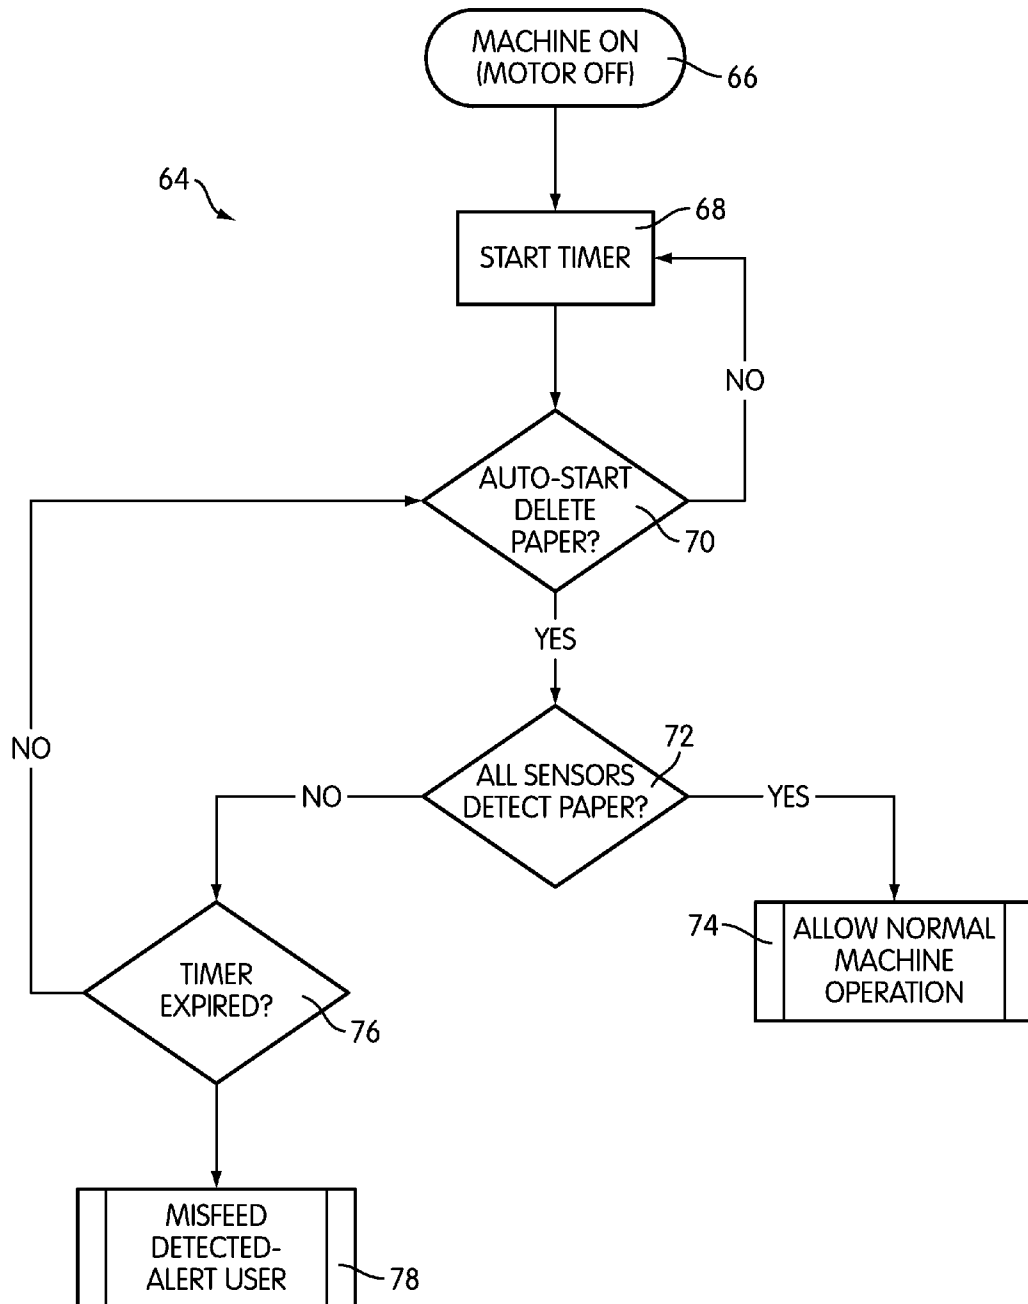 MACHINE ON
(MOTOR OFF)
66
64
68
START TIMER
NO
AUTO-START
DELETE
PAPER?
70
YES
NO
72
ALL SENSORS
DETECT PAPER?
NO
YES
74
ALLOW NORMAL
MACHINE
OPERATION
TIMER
EXPIRED?
76
MISFEED
DETECTED-
ALERT USER
78